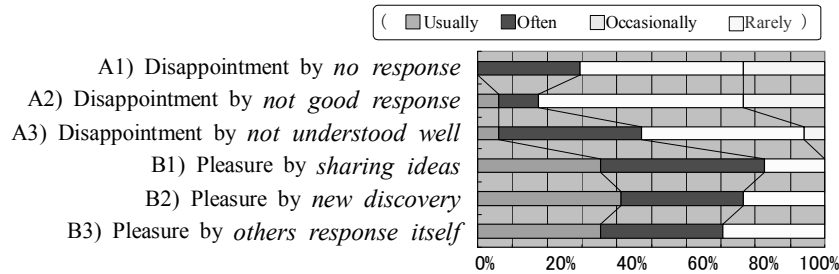 ( Usually Often Occasionally Rarely )
A1) Disappointment by no response
A2) Disappointment by not good response
A3) Disappointment by not understood well
B1) Pleasure by sharing ideas
B2) Pleasure by new discovery
B3) Pleasure by others response itself
0% 20% 40% 60% 80% 100%